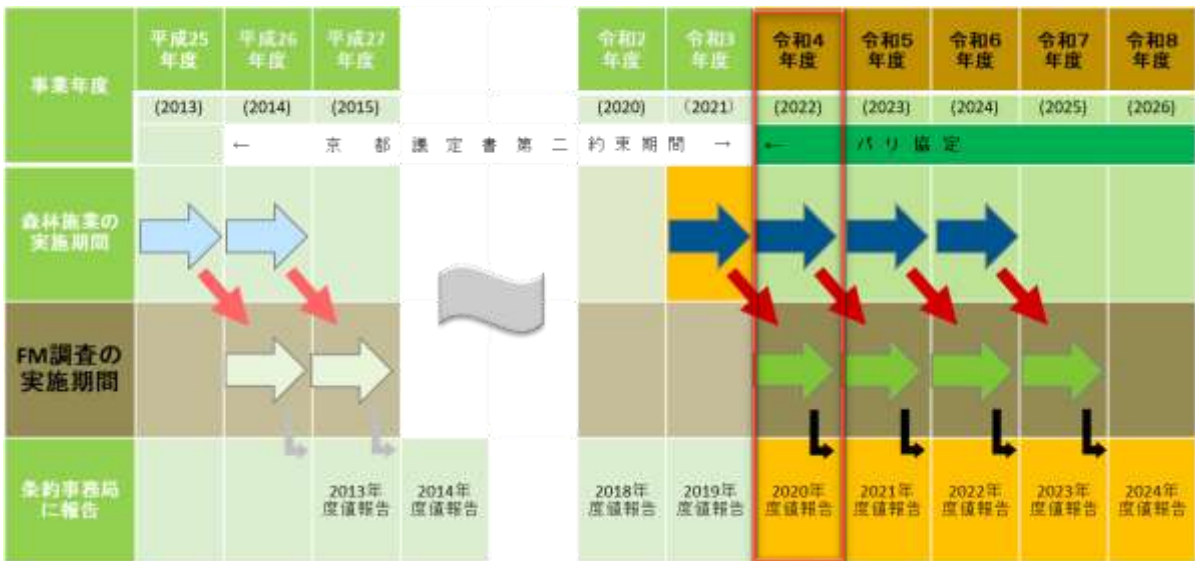 事業年度
平成25
年度
平成26
年度
平成27
年度
令和2
年度
令和3
年度
令和4
年度
令和5
年度
令和6
年度
令和7
年度
令和8
年度
(2013)
(2014)
(2015)
(2020)
(2021)
(2022)
(2023)
(2024)
(2025)
(2026)
← 京都議定書第二約束期間 →
← パリ協定
森林施業の
実施期間
FM調査の
実施期間
条約事務局
に報告
2013年
度値報告
2014年
度値報告
2018年
度値報告
2019年
度値報告
2020年
度値報告
2021年
度値報告
2022年
度値報告
2023年
度値報告
2024年
度値報告